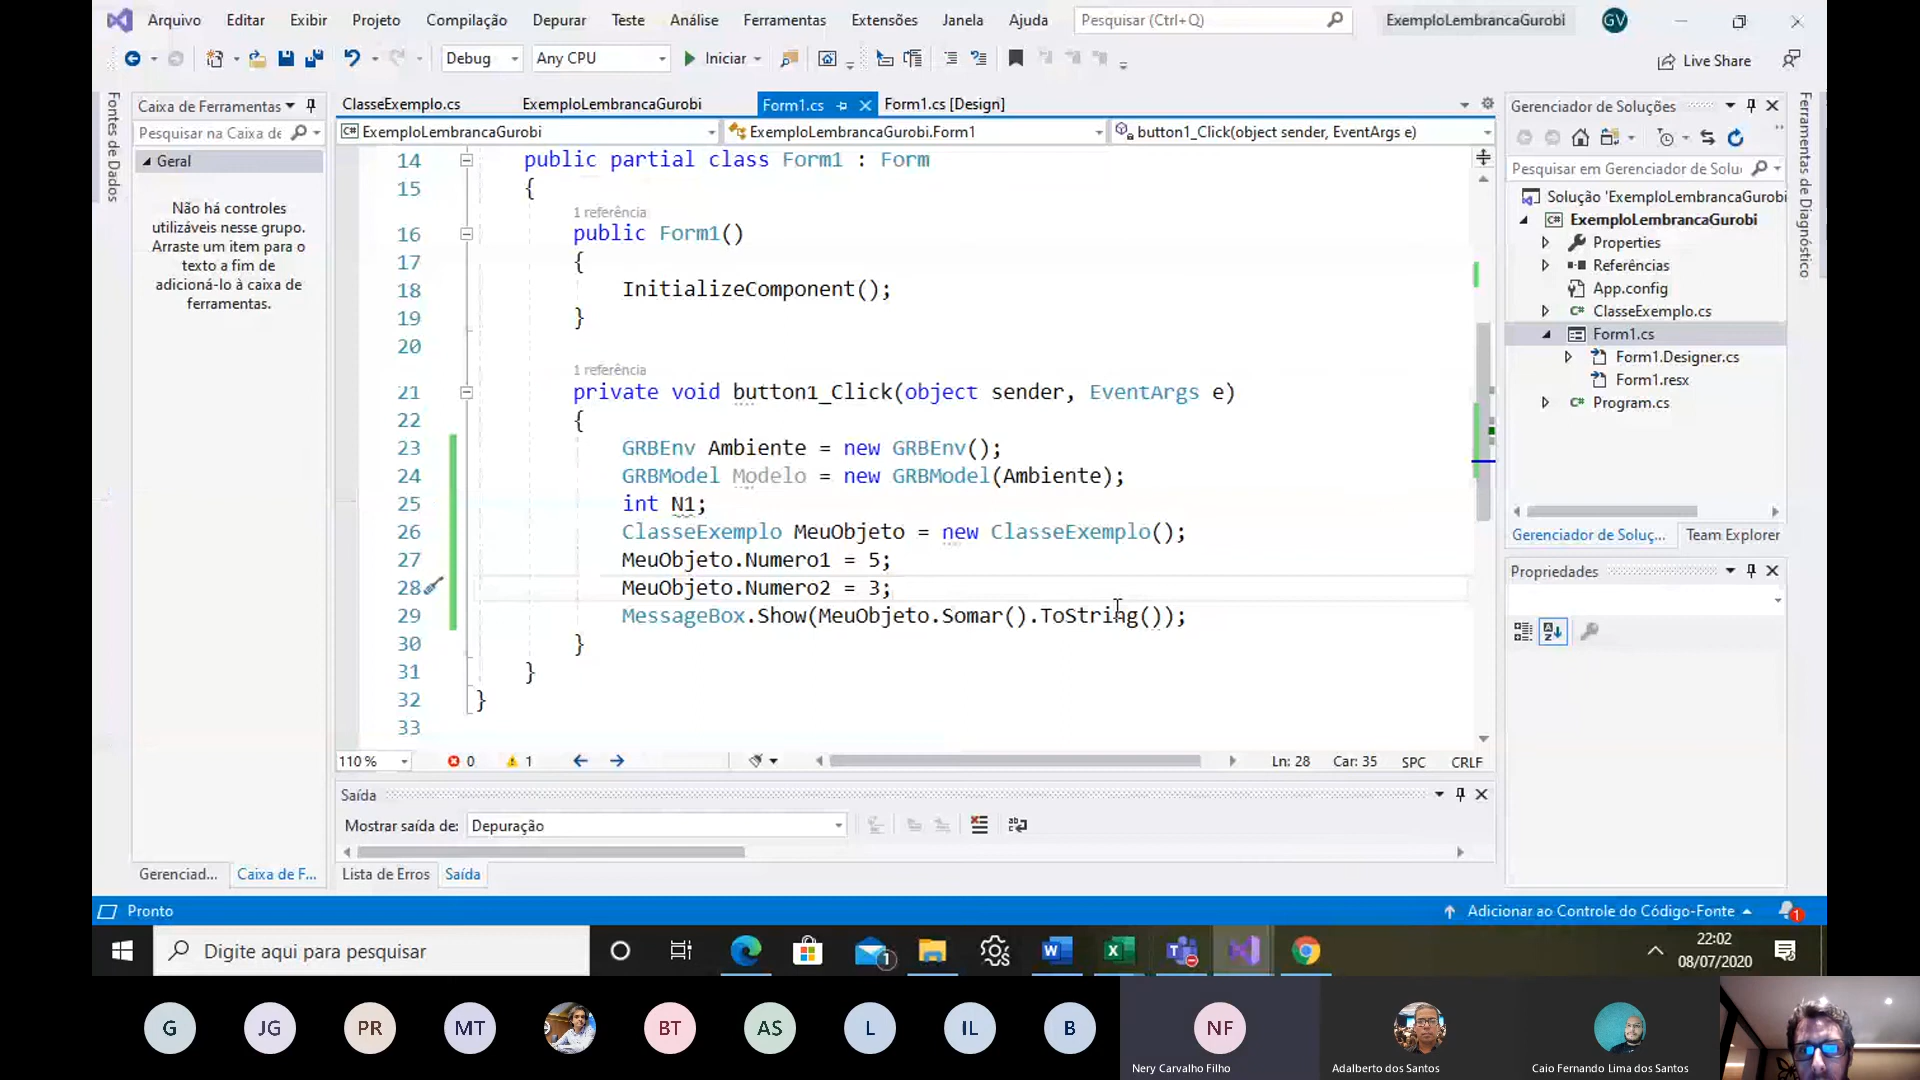 Arquivo Editar Exibir Projeto Compilação Depurar Teste Análise Ferramentas Extensões Janela Ajuda Pesquisar (Ctrl+Q) ExemploLembrancaGurobi GV
Debug Any CPU Iniciar Live Share
Fontes de Dados
Caixa de Ferramentas
Pesquisar na Caixa de
Geral
Não há controles
utilizáveis nesse grupo.
Arraste um item para o
texto a fim de
adicioná-lo à caixa de
ferramentas.
Gerenciad... Caixa de F...
ClasseExemplo.cs ExemploLembrancaGurobi Form1.cs Form1.cs [Design]
ExemploLembrancaGurobi ExemploLembrancaGurobi.Form1 button1_Click(object sender, EventArgs e)
14 public partial class Form1 : Form
15 {
1 referência
16 public Form1()
17 {
18 InitializeComponent();
19 }
20
1 referência
21 private void button1_Click(object sender, EventArgs e)
22 {
23 GRBEnv Ambiente = new GRBEnv();
24 GRBModel Modelo = new GRBModel(Ambiente);
25 int N1;
26 ClasseExemplo MeuObjeto = new ClasseExemplo();
27 MeuObjeto.Numero1 = 5;
28 MeuObjeto.Numero2 = 3;
29 MessageBox.Show(MeuObjeto.Somar().ToString());
30 }
31 }
32 }
33
110 % 0 1 Ln: 28 Car: 35 SPC CRLF
Saída
Mostrar saída de: Depuração
Lista de Erros Saída
Gerenciador de Soluções
Pesquisar em Gerenciador de Solu
Solução 'ExemploLembrancaGurobi
ExemploLembrancaGurobi
Properties
Referências
App.config
ClasseExemplo.cs
Form1.cs
Form1.Designer.cs
Form1.resx
Program.cs
Gerenciador de Soluç... Team Explorer
Propriedades
Ferramentas de Diagnóstico
Pronto Adicionar ao Controle do Código-Fonte 1
Digite aqui para pesquisar 1
22:02
08/07/2020
G JG PR MT BT AS L IL B NF
Nery Carvalho Filho Adalberto dos Santos Caio Fernando Lima dos Santos